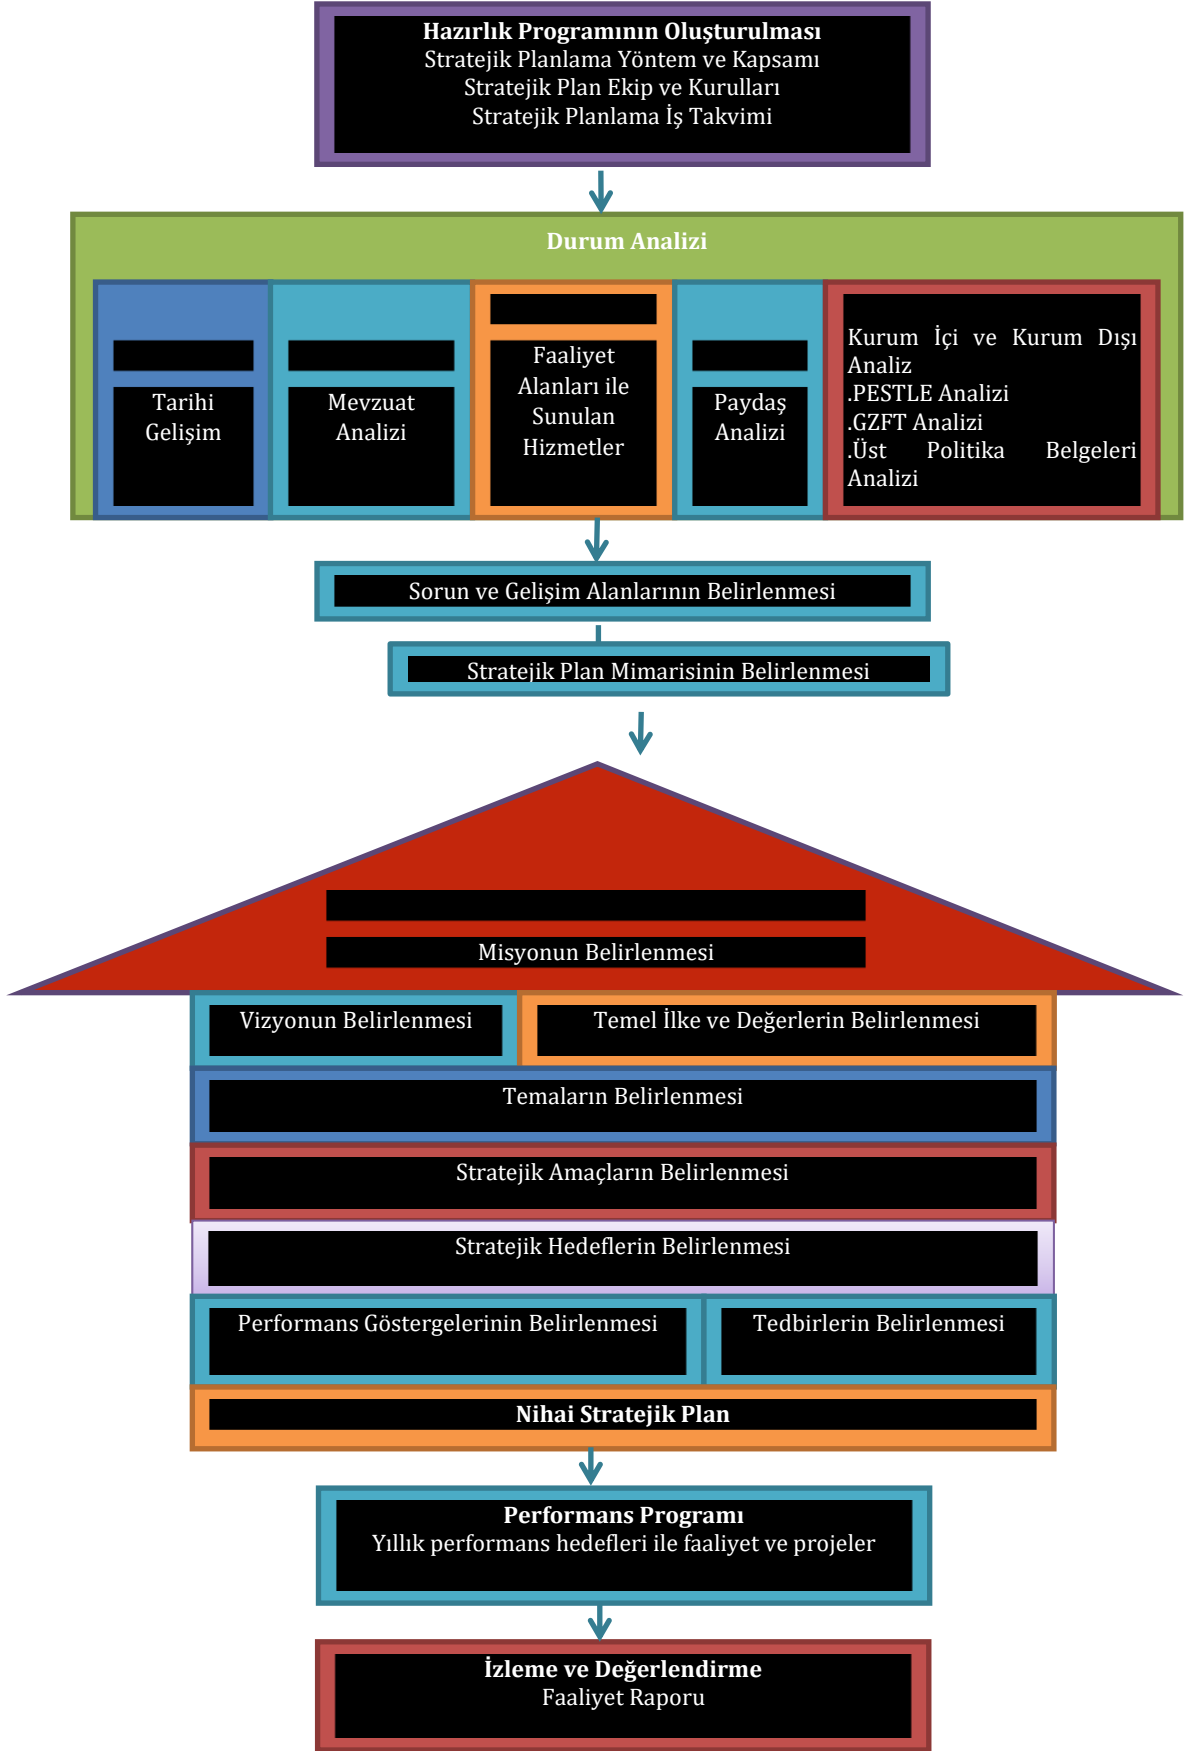 Hazırlık Programının Oluşturulması
Stratejik Planlama Yöntem ve Kapsamı
Stratejik Plan Ekip ve Kurulları
Stratejik Planlama İş Takvimi
Durum Analizi
Tarihi
Gelişim
Mevzuat
Analizi
Faaliyet
Alanları ile
Sunulan
Hizmetler
Paydaş
Analizi
Kurum İçi ve Kurum Dışı
Analiz
.PESTLE Analizi
.GZFT Analizi
.Üst Politika Belgeleri
Analizi
Sorun ve Gelişim Alanlarının Belirlenmesi
Stratejik Plan Mimarisinin Belirlenmesi
Misyonun Belirlenmesi
Vizyonun Belirlenmesi
Temel İlke ve Değerlerin Belirlenmesi
Temaların Belirlenmesi
Stratejik Amaçların Belirlenmesi
Stratejik Hedeflerin Belirlenmesi
Performans Göstergelerinin Belirlenmesi
Tedbirlerin Belirlenmesi
Nihai Stratejik Plan
Performans Programı
Yıllık performans hedefleri ile faaliyet ve projeler
İzleme ve Değerlendirme
Faaliyet Raporu